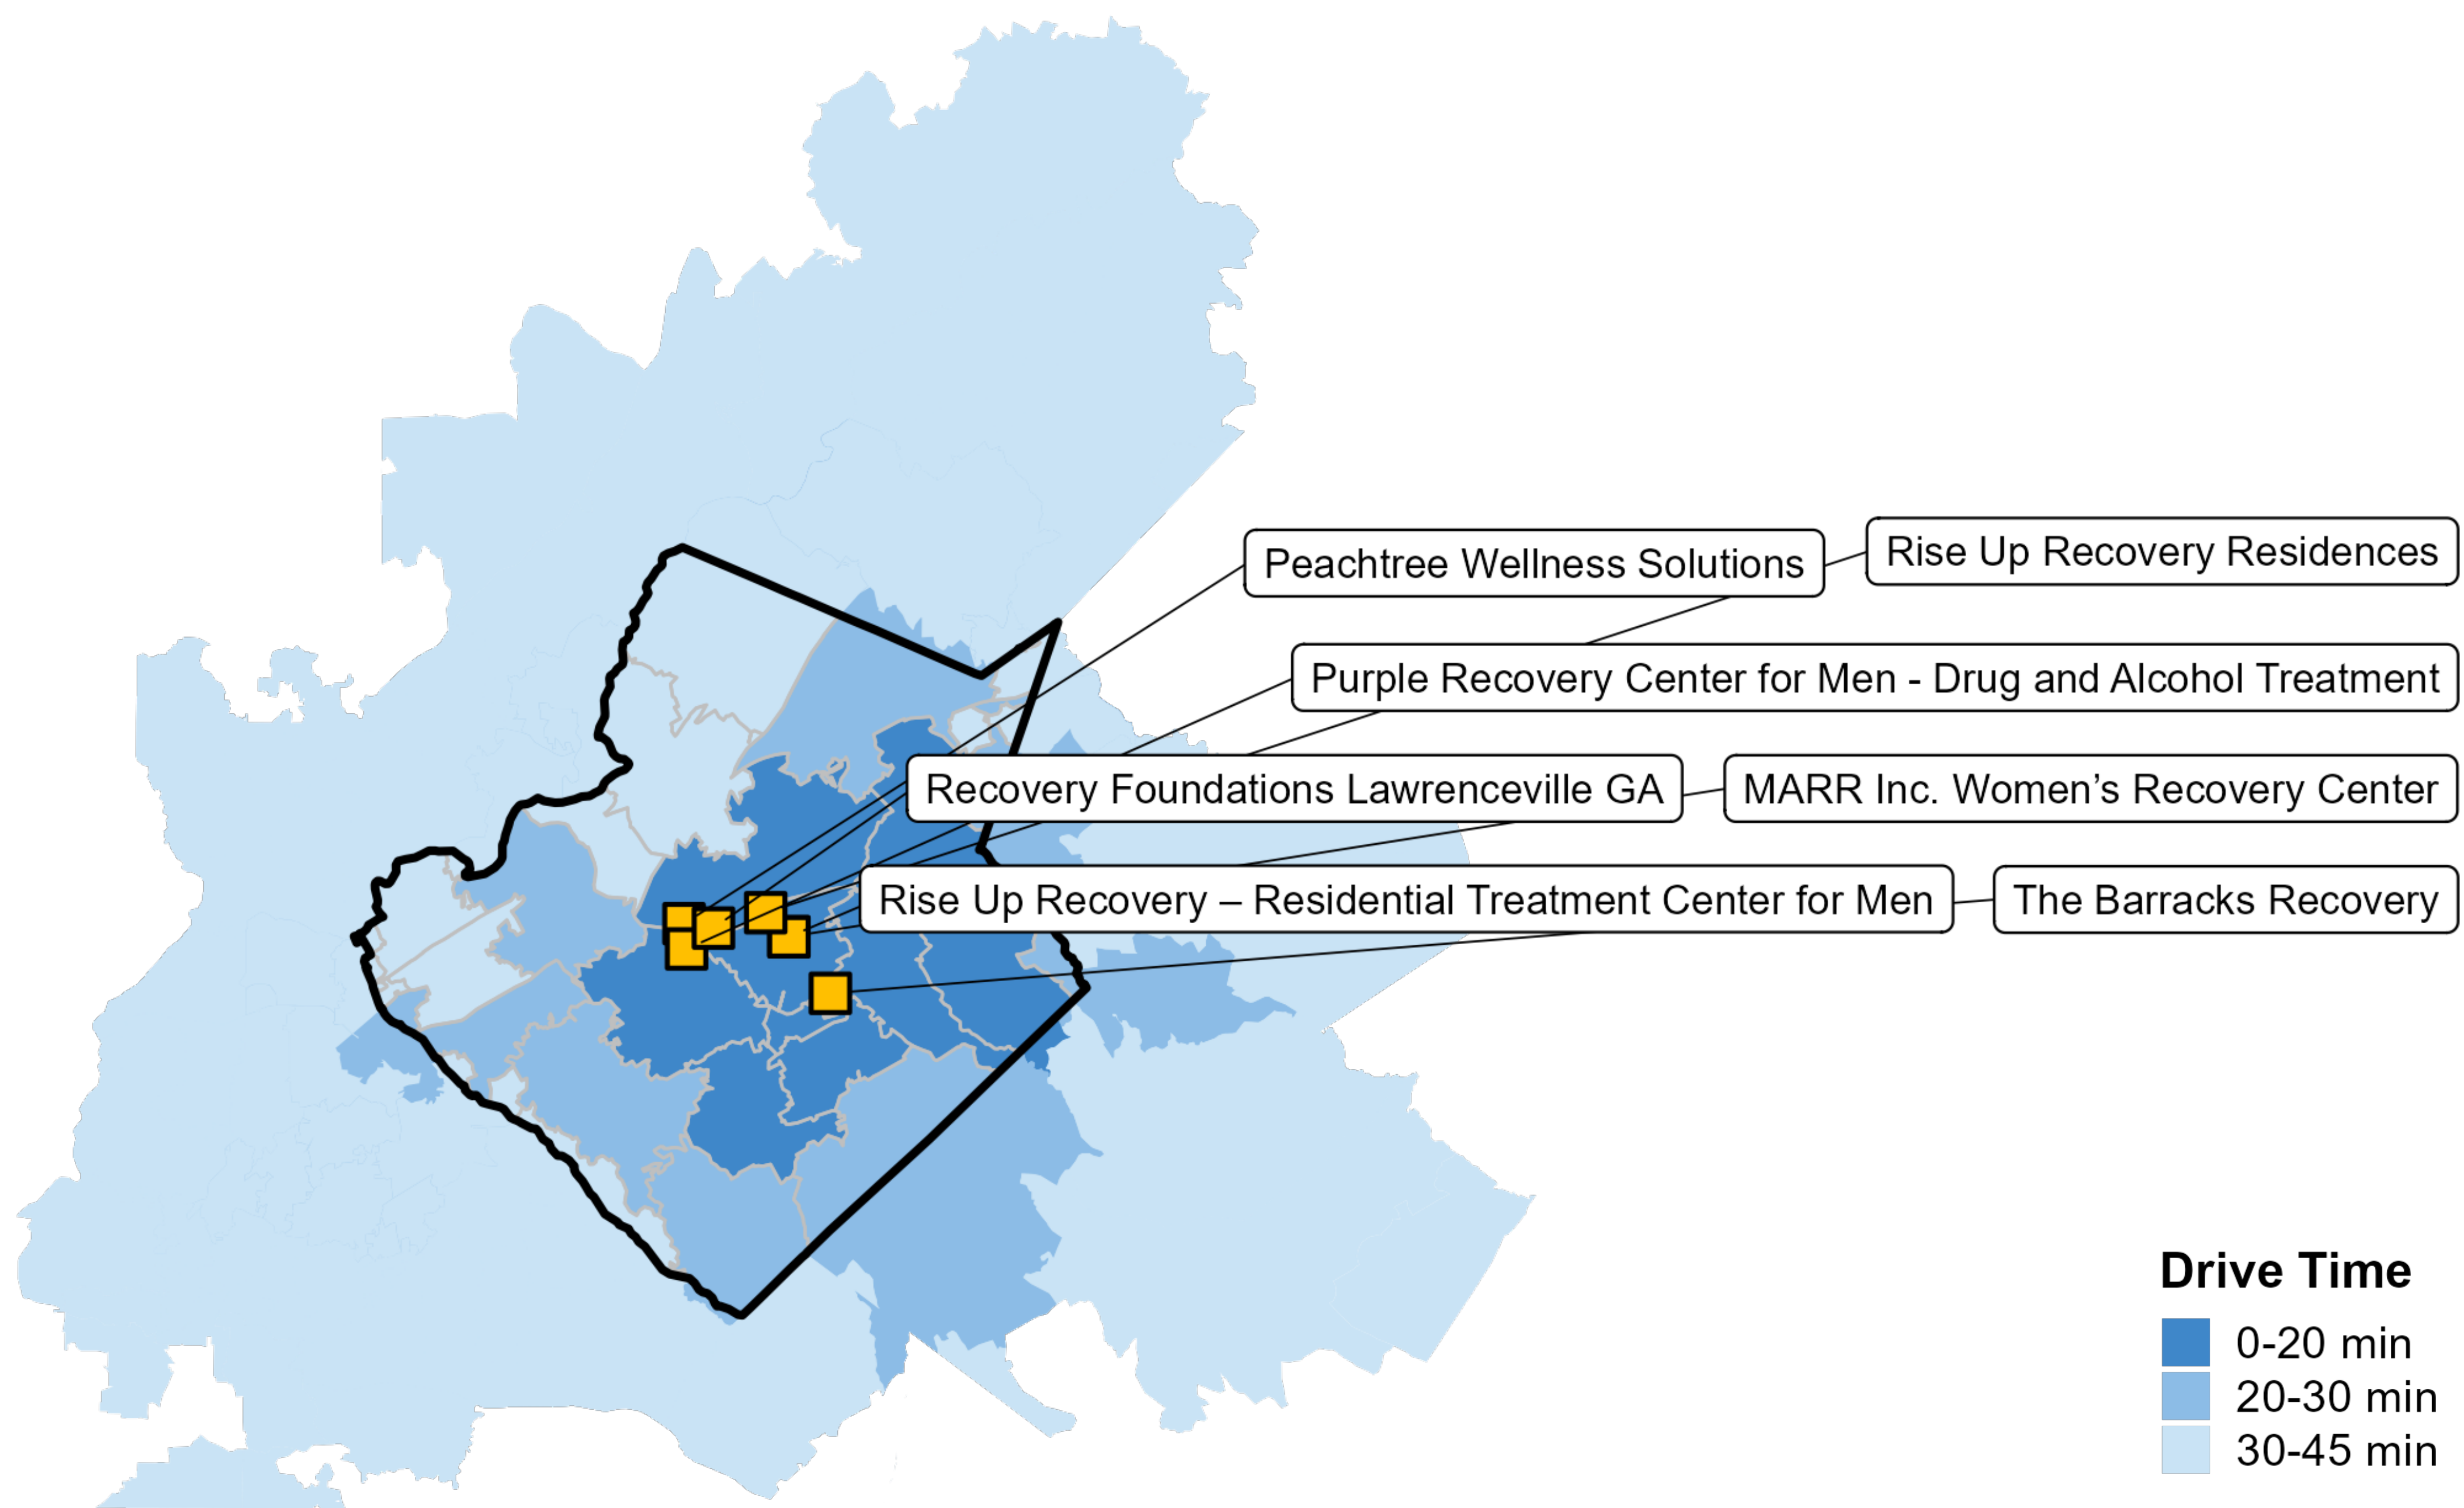 Rise Up Recovery Residences
Peachtree Wellness Solutions
Purple Recovery Center for Men - Drug and Alcohol Treatment
Recovery Foundations Lawrenceville GA
MARR Inc. Women’s Recovery Center
Rise Up Recovery – Residential Treatment Center for Men
The Barracks Recovery
Drive Time
0-20 min
20-30 min
30-45 min